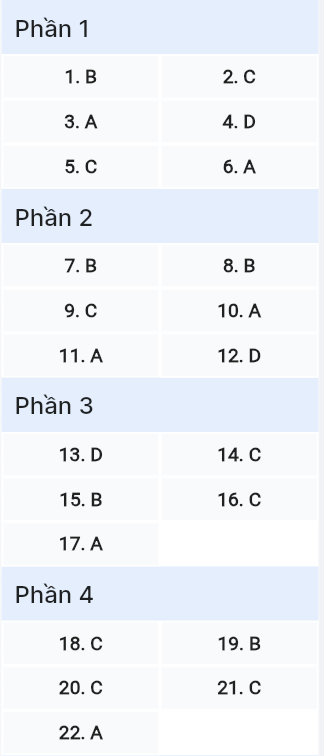 Phần 1
1. B 2. C
3. A 4. D
5. C 6. A
Phần 2
7. B 8. B
9. C 10. A
11. A 12. D
Phần 3
13. D 14. C
15. B 16. C
17. A
Phần 4
18. C 19. B
20. C 21. C
22. A